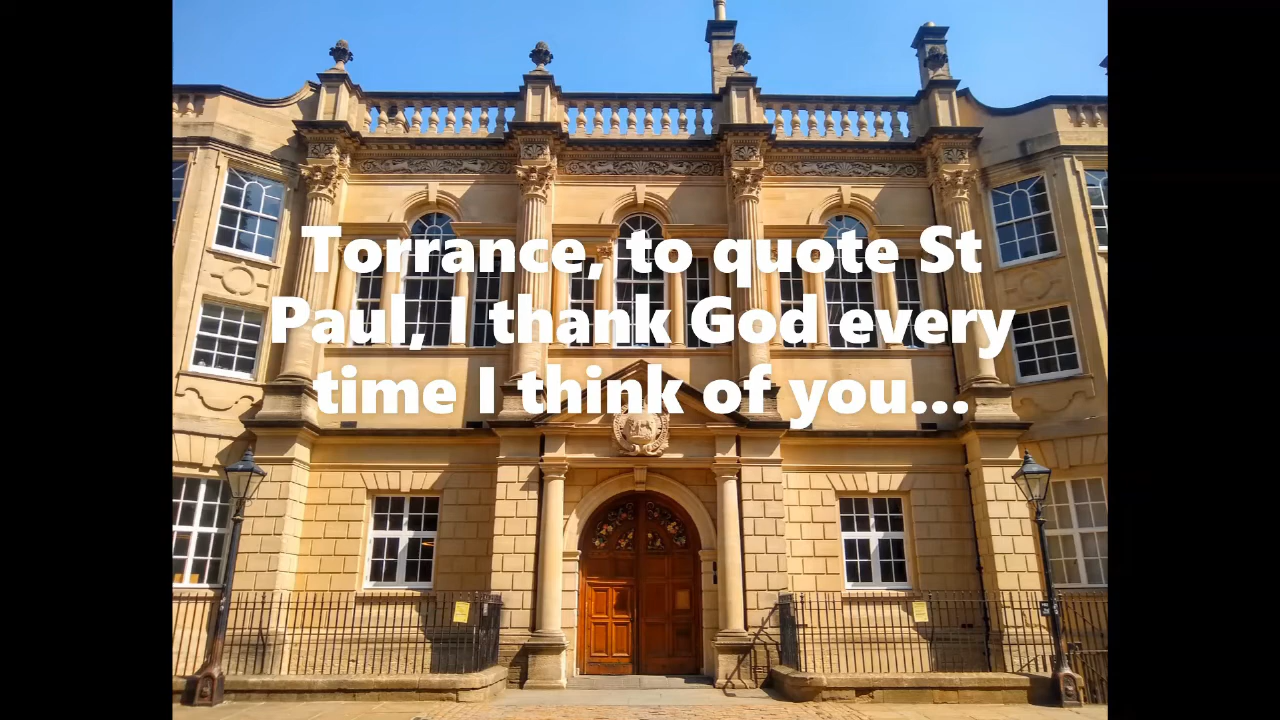 Torrance, to quote St
Paul, I thank God every
time I think of you...